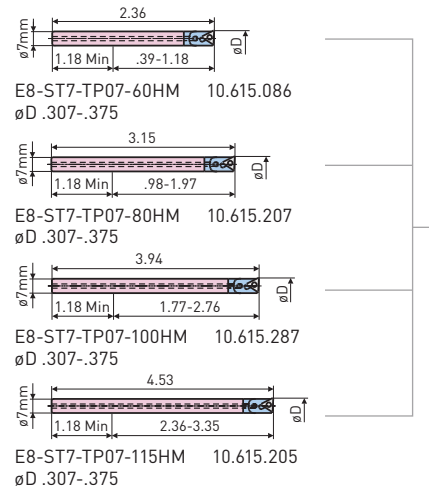 2.36
ø7mm
øD
1.18 Min .39-1.18
E8-ST7-TP07-60HM 10.615.086
øD .307-.375
3.15
ø7mm
øD
1.18 Min .98-1.97
E8-ST7-TP07-80HM 10.615.207
øD .307-.375
3.94
ø7mm
øD
1.18 Min 1.77-2.76
E8-ST7-TP07-100HM 10.615.287
øD .307-.375
4.53
ø7mm
øD
1.18 Min 2.36-3.35
E8-ST7-TP07-115HM 10.615.205
øD .307-.375